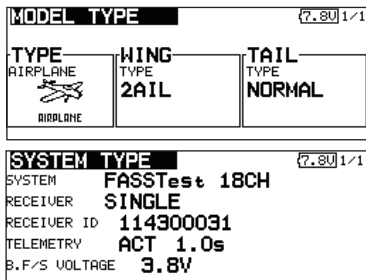 MODEL TYPE 7.8V 1/1
TYPE WING TAIL
AIRPLANE TYPE TYPE
2AIL NORMAL
AIRPLANE
SYSTEM TYPE 7.8V 1/1
SYSTEM FASSTest 18CH
RECEIVER SINGLE
RECEIVER ID 114300031
TELEMETRY ACT 1.0s
B.F/S VOLTAGE 3.8V